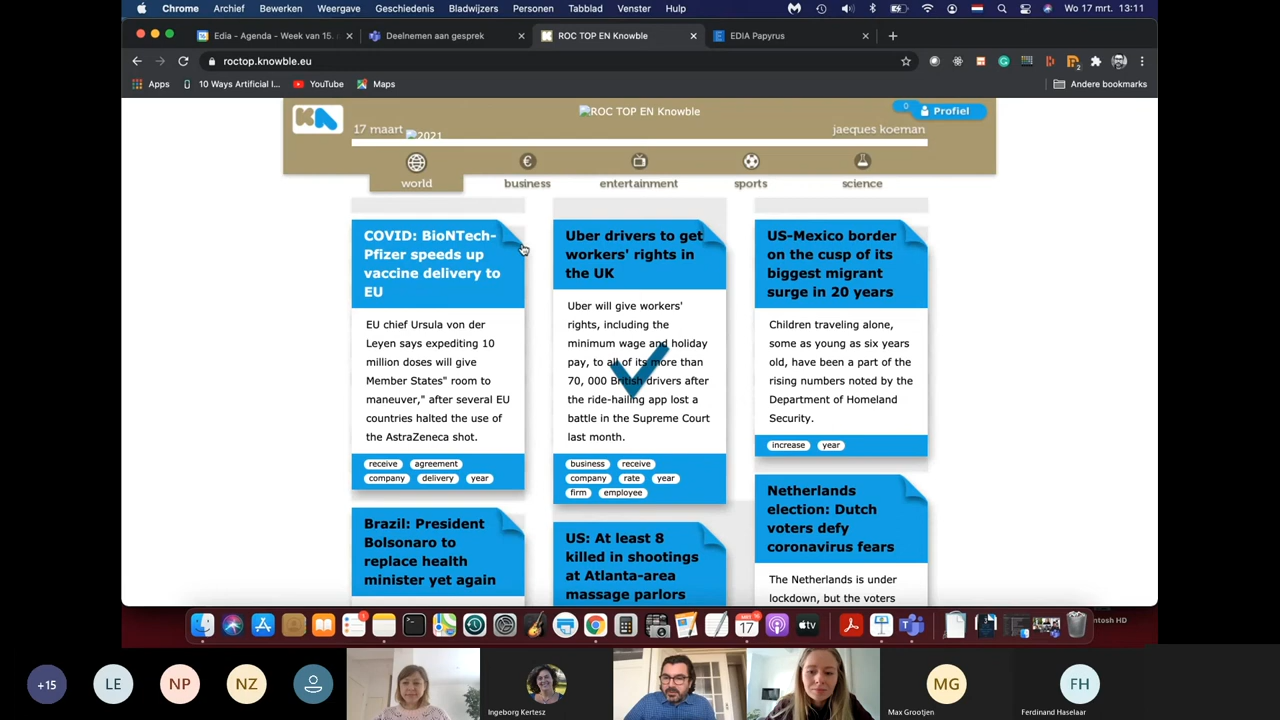 Chrome Archief Bewerken Weergave Geschiedenis Bladwijzers Personen Tabblad Venster Hulp Wo 17 mrt. 13:11
Edia - Agenda - Week van 15. Deelnemen aan gesprek ROC TOP EN Knowble EDIA Papyrus
roctop.knowble.eu
Apps 10 Ways Artificial I... YouTube Maps Andere bookmarks
ROC TOP EN Knowble
0 Profiel
17 maart 2021 jaeques koeman
world business entertainment sports science
COVID: BioNTech-
Pfizer speeds up
vaccine delivery to
EU
EU chief Ursula von der
Leyen says expediting 10
million doses will give
Member States" room to
maneuver," after several EU
countries halted the use of
the AstraZeneca shot.
receive agreement
company delivery year
Brazil: President
Bolsonaro to
replace health
minister yet again
Uber drivers to get
workers' rights in
the UK
Uber will give workers'
rights, including the
minimum wage and holiday
pay, to all of its more than
70, 000 British drivers after
the ride-hailing app lost a
battle in the Supreme Court
last month.
business receive
company rate year
firm employee
US: At least 8
killed in shootings
at Atlanta-area
massage parlors
US-Mexico border
on the cusp of its
biggest migrant
surge in 20 years
Children traveling alone,
some as young as six years
old, have been a part of the
rising numbers noted by the
Department of Homeland
Security.
increase year
Netherlands
election: Dutch
voters defy
coronavirus fears
The Netherlands is under
lockdown, but the voters
17
tv
ntosh HD
+15 LE NP NZ MG FH
Ingeborg Kertesz Max Grootjen Ferdinand Haselaar